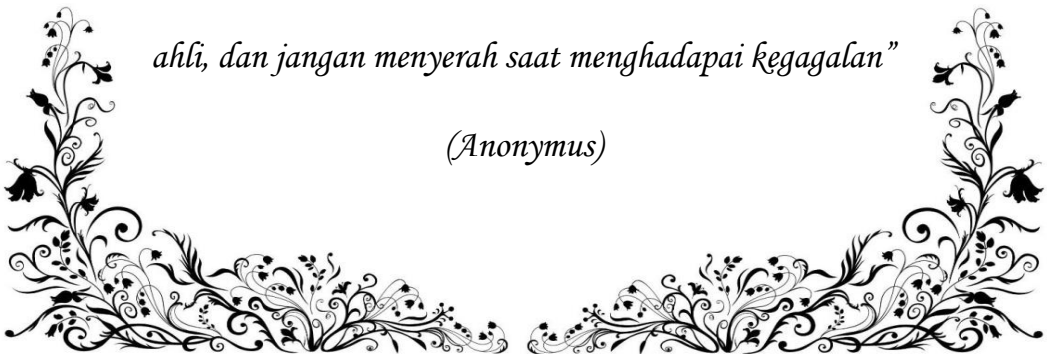 ahli, dan jangan menyerah saat menghadapai kegagalan”
(Anonymus)